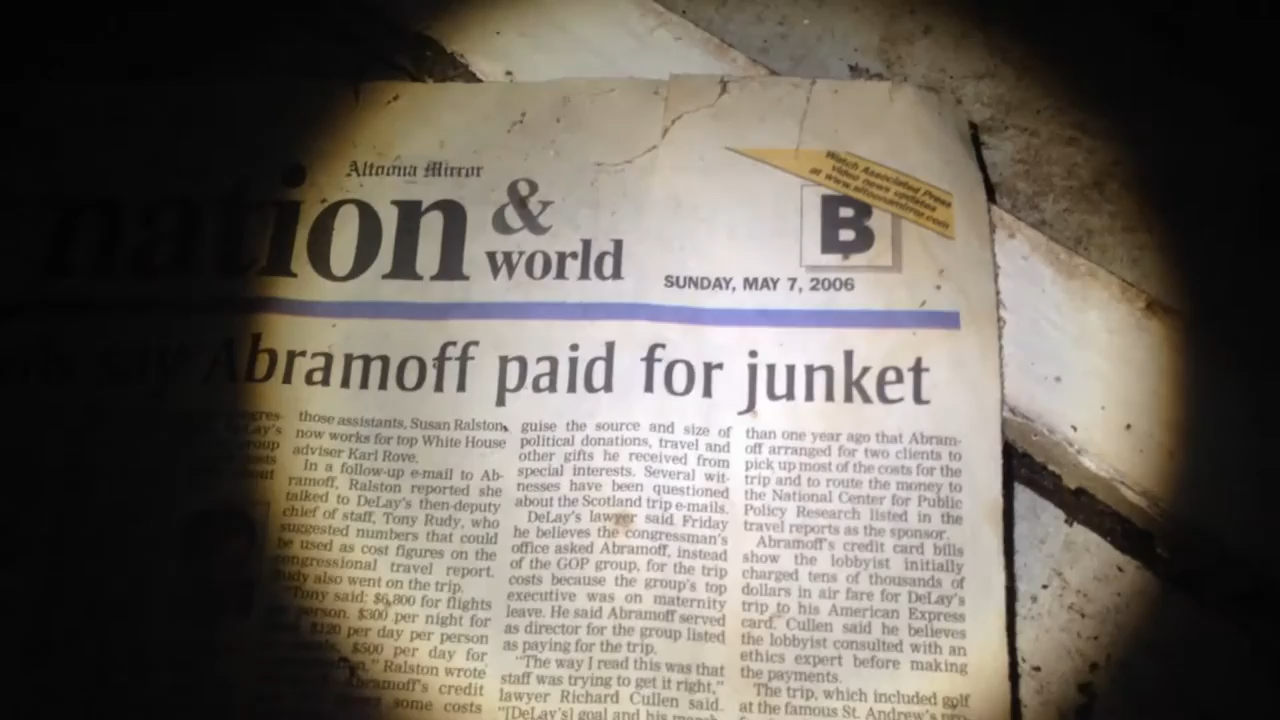 Altoona Mirror
nation &
world
Watch Associated Press
video news updates
at www.altoonamirror.com
B
SUNDAY, MAY 7, 2006
say Abramoff paid for junket
those assistants, Susan Ralston,
now works for top White House
adviser Karl Rove.
In a follow-up e-mail to Ab-
ramoff, Ralston reported she
talked to DeLay's then-deputy
chief of staff, Tony Rudy, who
suggested numbers that could
be used as cost figures on the
congressional travel report.
Rudy also went on the trip.
"Tony said: $6,800 for flights
person. $300 per night for
$120 per day per person
$500 per day for
Ralston wrote
Abramoff's credit
some costs
guise the source and size of
political donations, travel and
other gifts he received from
special interests. Several wit-
nesses have been questioned
about the Scotland trip e-mails.
DeLay's lawyer said Friday
he believes the congressman's
office asked Abramoff, instead
of the GOP group, for the trip
costs because the group's top
executive was on maternity
leave. He said Abramoff served
as director for the group listed
as paying for the trip.
"The way I read this was that
staff was trying to get it right,"
lawyer Richard Cullen said.
"[DeLay's] goal and his
than one year ago that Abram-
off arranged for two clients to
pick up most of the costs for the
trip and to route the money to
the National Center for Public
Policy Research listed in the
travel reports as the sponsor.
Abramoff's credit card bills
show the lobbyist initially
charged tens of thousands of
dollars in air fare for DeLay's
trip to his American Express
card. Cullen said he believes
the lobbyist consulted with an
ethics expert before making
the payments.
The trip, which included golf
at the famous St. Andrew's